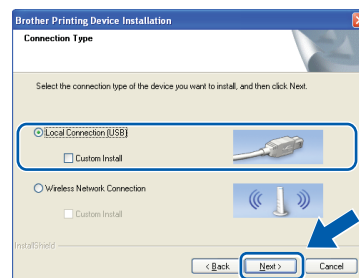 Brother Printing Device Installation
Connection Type
Select the connection type of the device you want to install, and then click Next.
Local Connection (USB)
Custom Install
Wireless Network Connection
Custom Install
InstallShield
< Back
Next >
Cancel